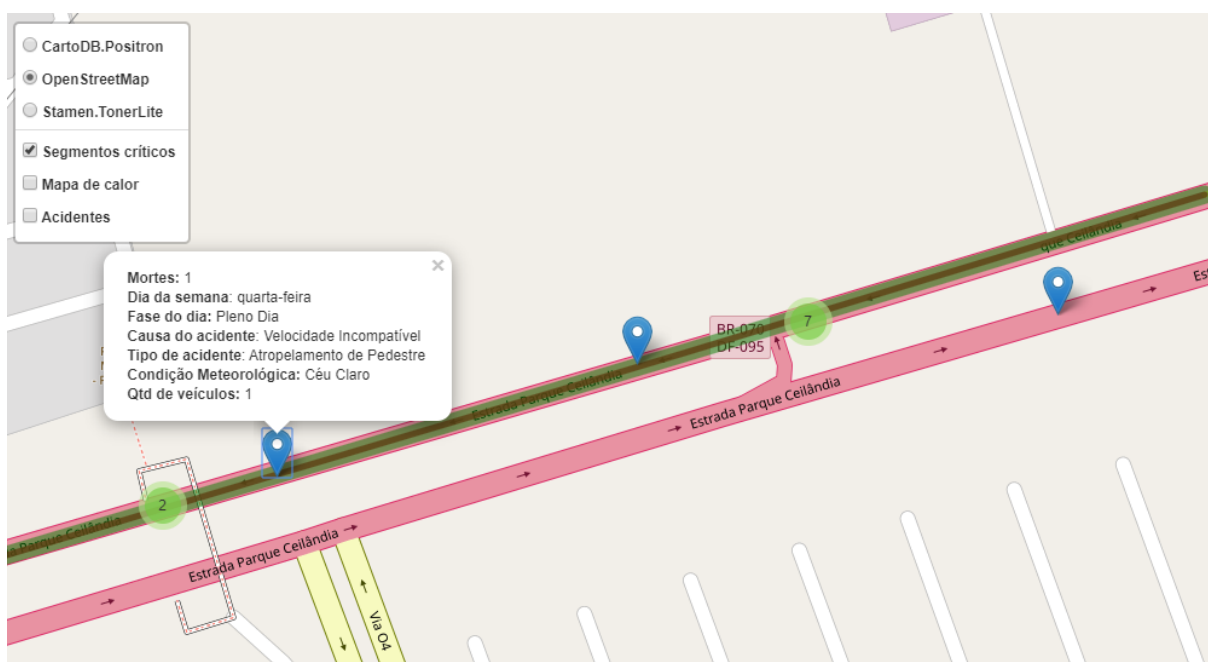 CartoDB.Positron
OpenStreetMap
Stamen.TonerLite
Segmentos críticos
Mapa de calor
Acidentes
Mortes: 1
Dia da semana: quarta-feira
Fase do dia: Pleno Dia
Causa do acidente: Velocidade Incompatível
Tipo de acidente: Atropelamento de Pedestre
Condição Meteorológica: Céu Claro
Qtd de veículos: 1
×
que Ceilândia
Est
7
BR-070
DF-095
Estrada Parque Ceilândia
Estrada Parque Ceilândia
2
a Parque Ceilândia
Estrada Parque Ceilândia
Via O4